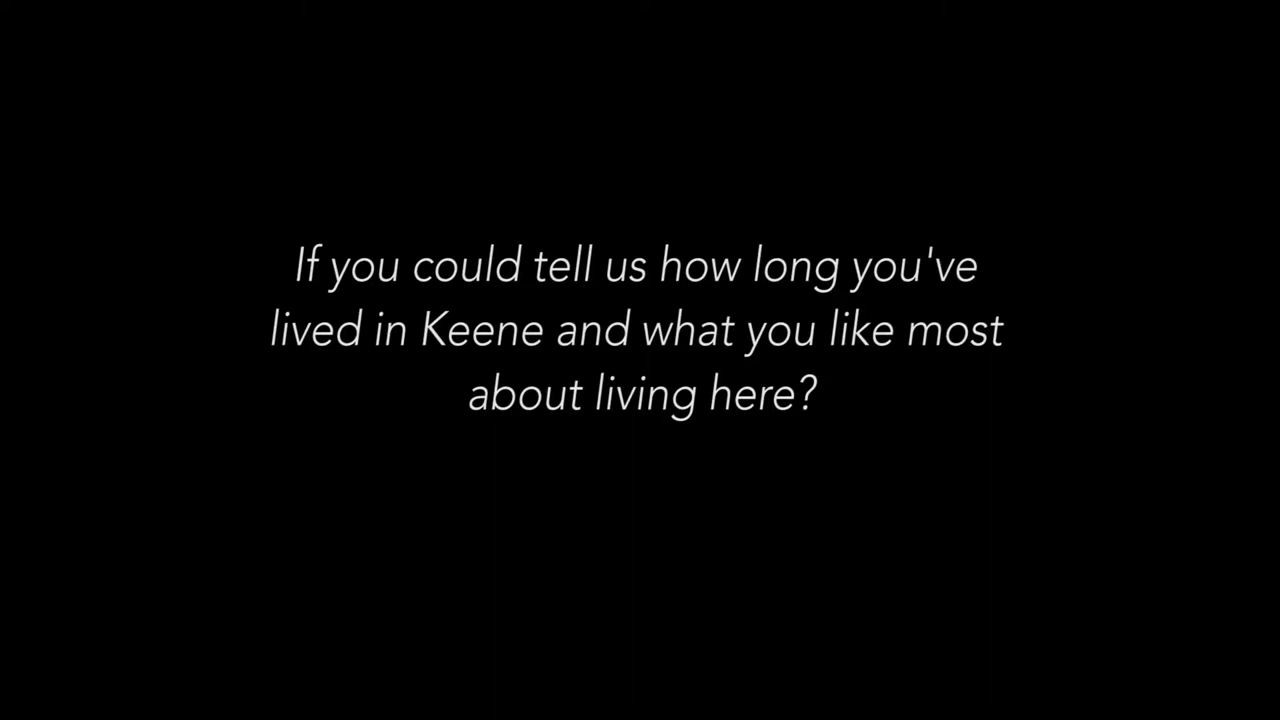 If you could tell us how long you've
lived in Keene and what you like most
about living here?